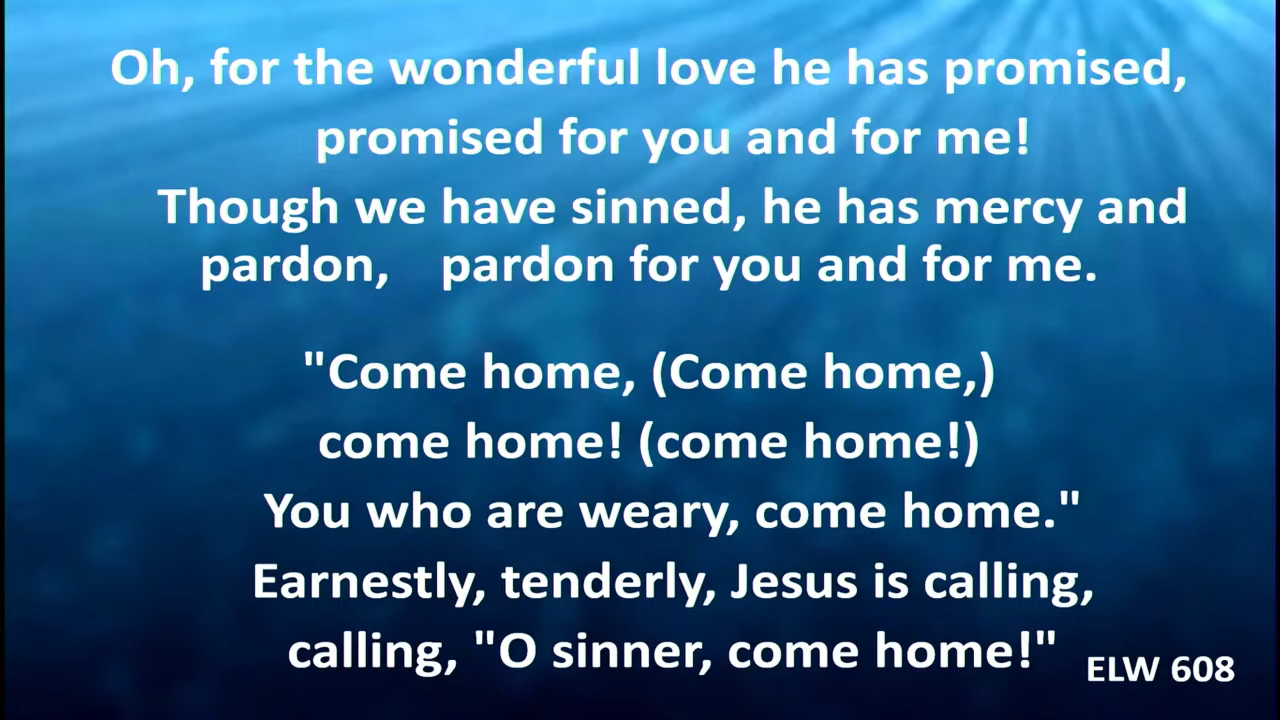 Oh, for the wonderful love he has promised,
promised for you and for me!
Though we have sinned, he has mercy and
pardon, pardon for you and for me.
"Come home, (Come home,)
come home! (come home!)
You who are weary, come home."
Earnestly, tenderly, Jesus is calling,
calling, "O sinner, come home!"
ELW 608